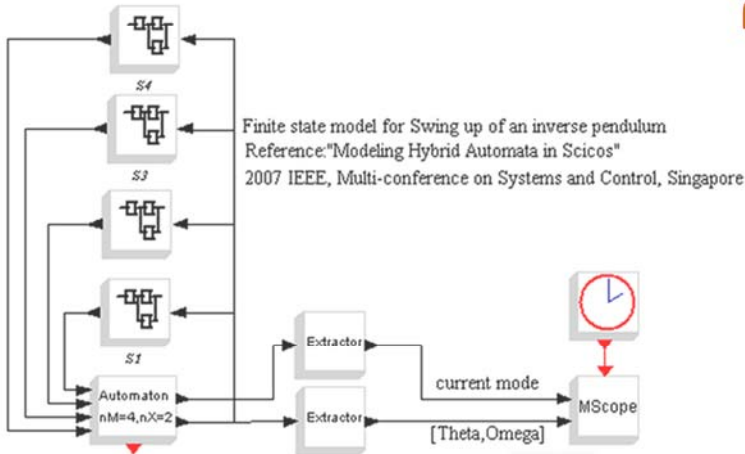 S4
S3
Finite state model for Swing up of an inverse pendulum
Reference:"Modeling Hybrid Automata in Scicos"
2007 IEEE, Multi-conference on Systems and Control, Singapore
S1
Extractor
Automaton
nM=4,nX=2
current mode
Extractor
[Theta,Omega]
MScope